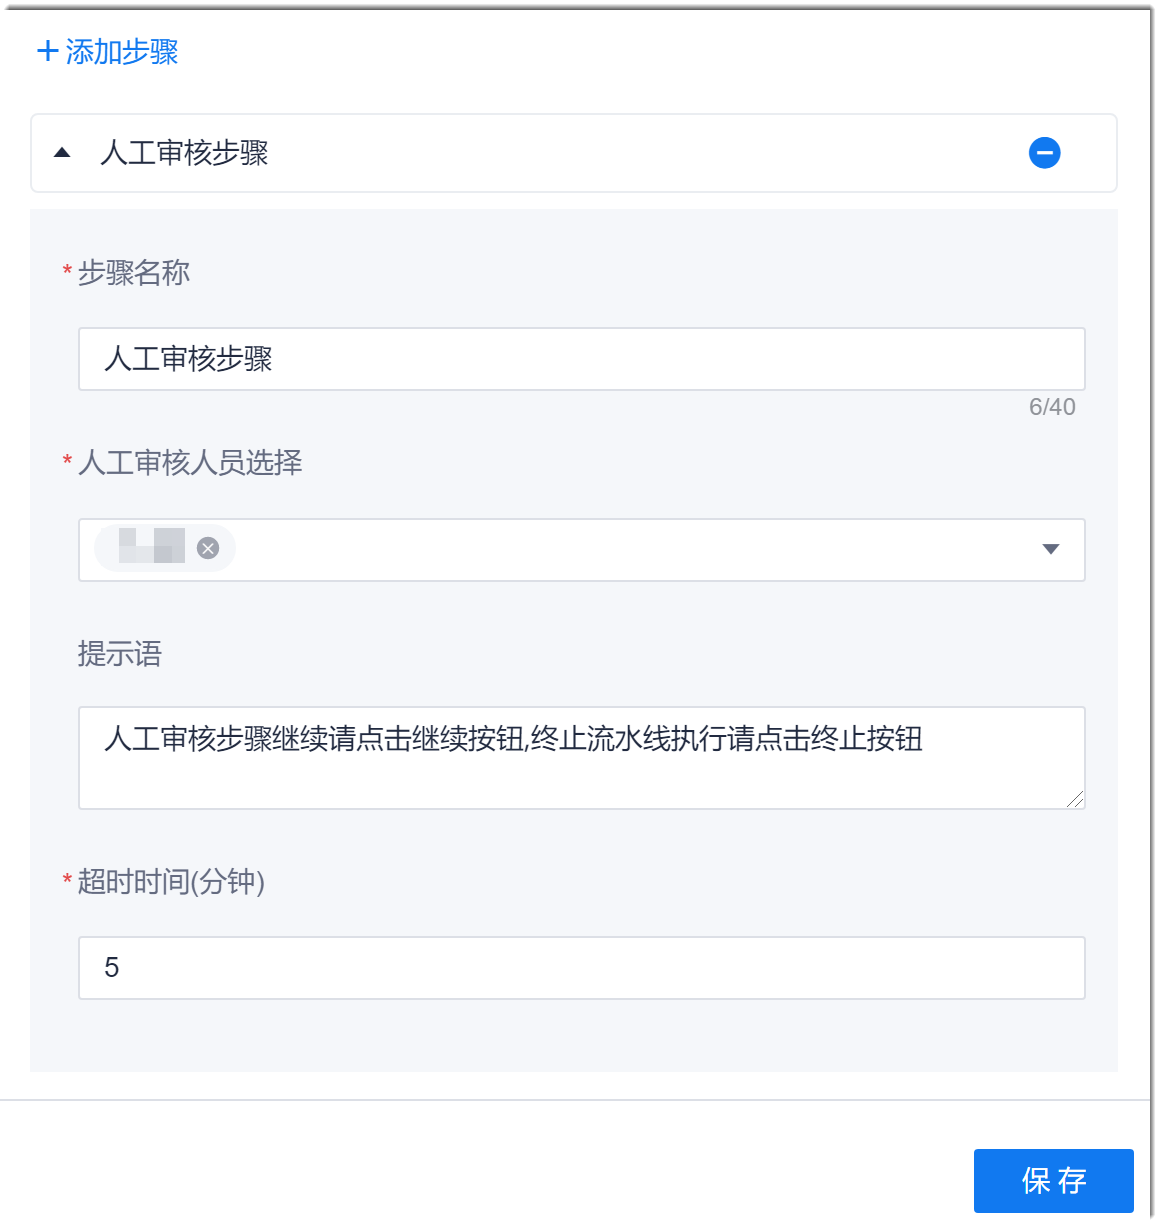 + 添加步骤
人工审核步骤
* 步骤名称
人工审核步骤
6/40
* 人工审核人员选择
提示语
人工审核步骤继续请点击继续按钮,终止流水线执行请点击终止按钮
* 超时时间(分钟)
5
保 存